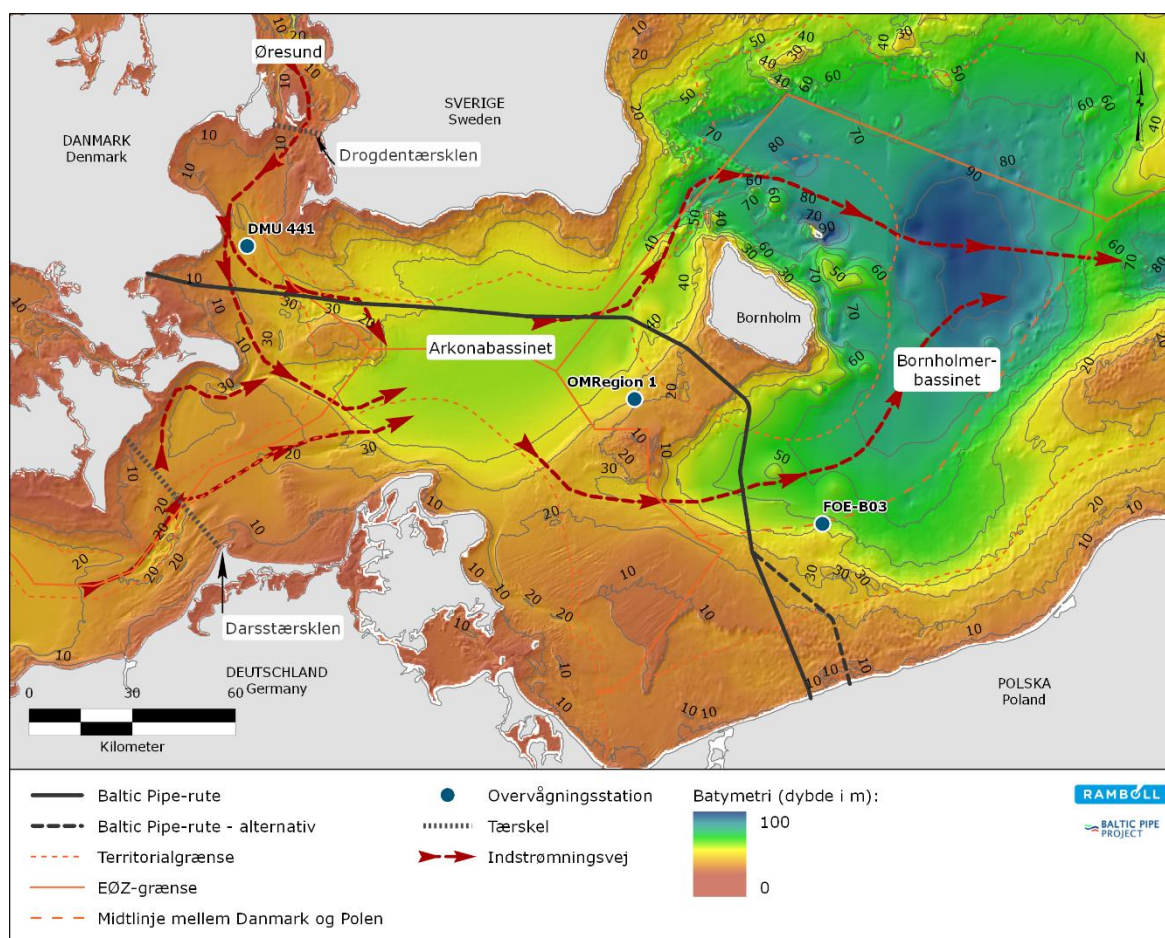 Øresund
SVERIGE
Sweden
DANMARK
Denmark
Drogdentærsklen
DMU 441
N
Bornholm
Arkonabassinet
Bornholmer-
bassinet
OMRegion 1
FOE-B03
Darsstærsklen
DEUTSCHLAND
Germany
POLSKA
Poland
0 30 60
Kilometer
Baltic Pipe-rute
Baltic Pipe-rute - alternativ
Territorialgrænse
EØZ-grænse
Midtlinje mellem Danmark og Polen
Overvågningsstation
Tærskel
Indstrømningsvej
Batymetri (dybde i m):
100
0
RAMBOLL
BALTIC PIPE
PROJECT